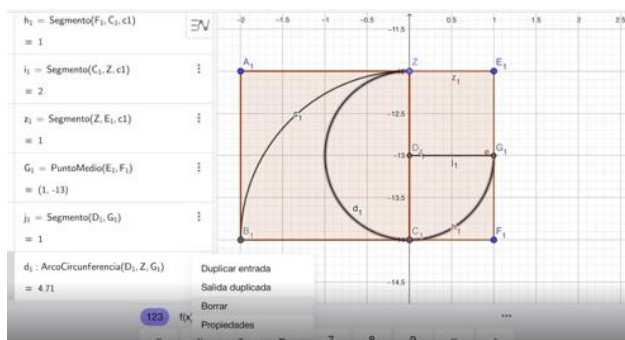 h₁ = Segmento(F₁, C₁, c1)
= 1
i₁ = Segmento(C₁, Z, c1)
= 2
z₁ = Segmento(Z, E₁, c1)
= 1
G₁ = PuntoMedio(E₁, F₁)
= (1, -13)
j₁ = Segmento(D₁, G₁)
= 1
d₁ : ArcoCircunferencia(D₁, Z, G₁)
= 4.71
Duplicar entrada
Salida duplicada
Borrar
Propiedades
123
-2 -1.5 -1 -0.5 0 0.5 1 1.5 2 2.5
-11.5
A₁ Z E₁
z₁
-12.5
D₁ G₁
-13
j₁
-13.5
d₁
B₁ C₁ F₁
-14.5